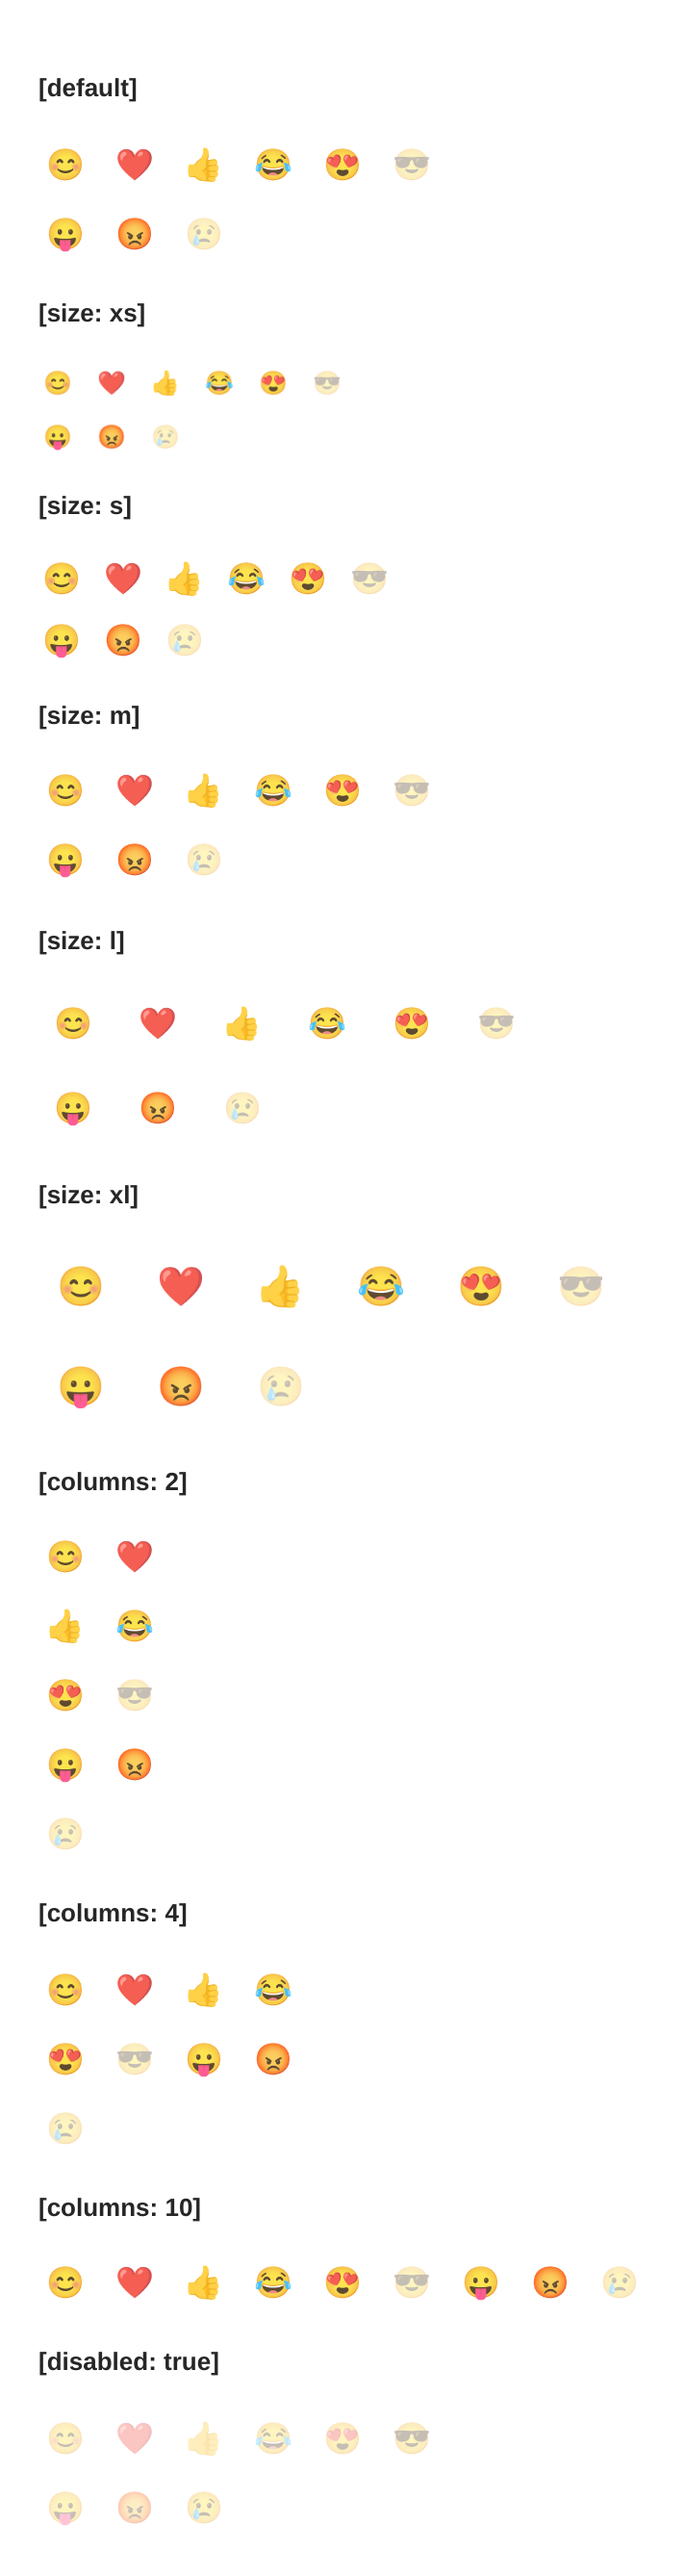 [default]
😊 ❤️ 👍 😂 😍 😎
😛 😡 😢
[size: xs]
😊 ❤️ 👍 😂 😍 😎
😛 😡 😢
[size: s]
😊 ❤️ 👍 😂 😍 😎
😛 😡 😢
[size: m]
😊 ❤️ 👍 😂 😍 😎
😛 😡 😢
[size: l]
😊 ❤️ 👍 😂 😍 😎
😛 😡 😢
[size: xl]
😊 ❤️ 👍 😂 😍 😎
😛 😡 😢
[columns: 2]
😊 ❤️
👍 😂
😍 😎
😛 😡
😢
[columns: 4]
😊 ❤️ 👍 😂
😍 😎 😛 😡
😢
[columns: 10]
😊 ❤️ 👍 😂 😍 😎 😛 😡 😢
[disabled: true]
😊 ❤️ 👍 😂 😍 😎
😛 😡 😢